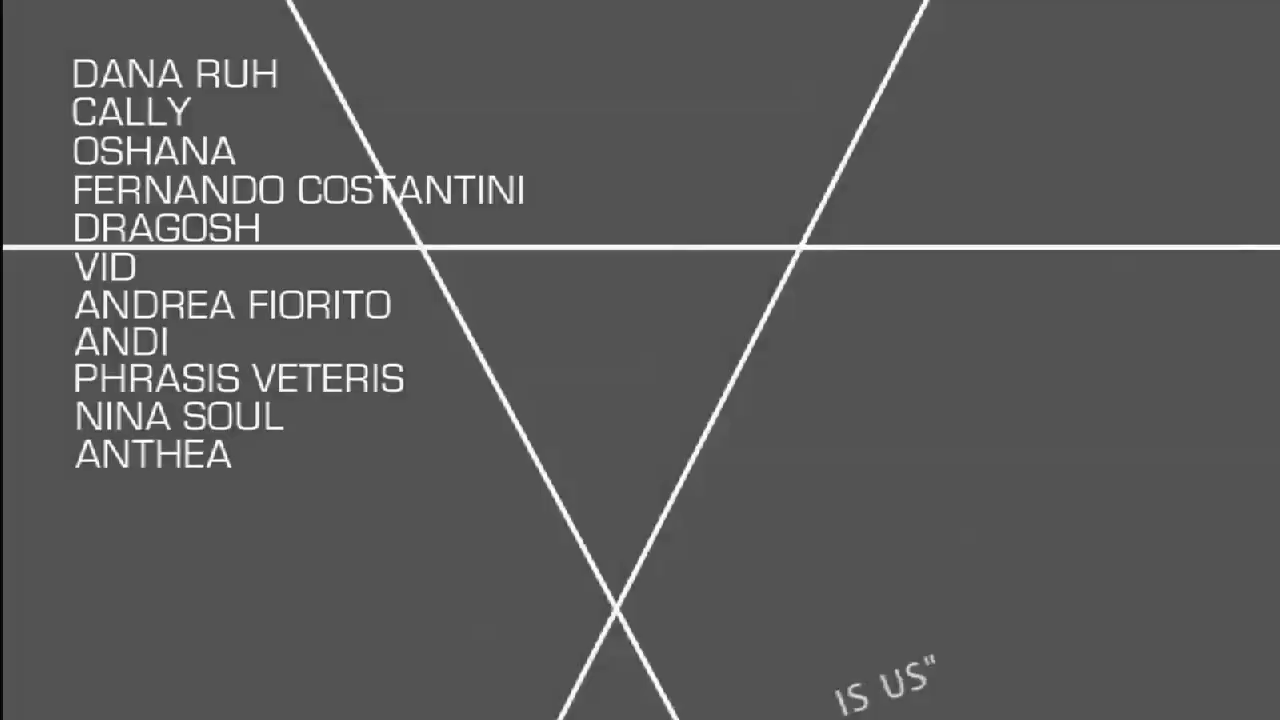 DANA RUH
CALLY
OSHANA
FERNANDO COSTANTINI
DRAGOSH
VID
ANDREA FIORITO
ANDI
PHRASIS VETERIS
NINA SOUL
ANTHEA
IS US"